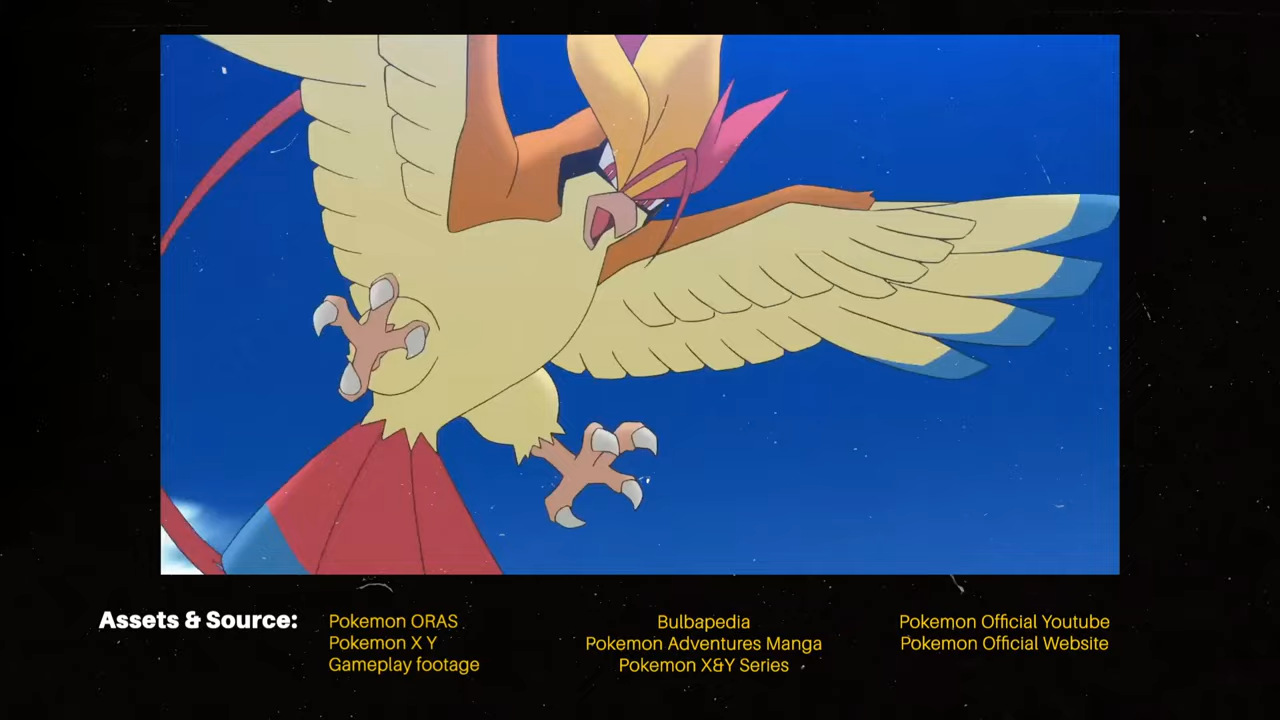 Assets & Source:
Pokemon ORAS
Pokemon X Y
Gameplay footage
Bulbapedia
Pokemon Adventures Manga
Pokemon X&Y Series
Pokemon Official Youtube
Pokemon Official Website